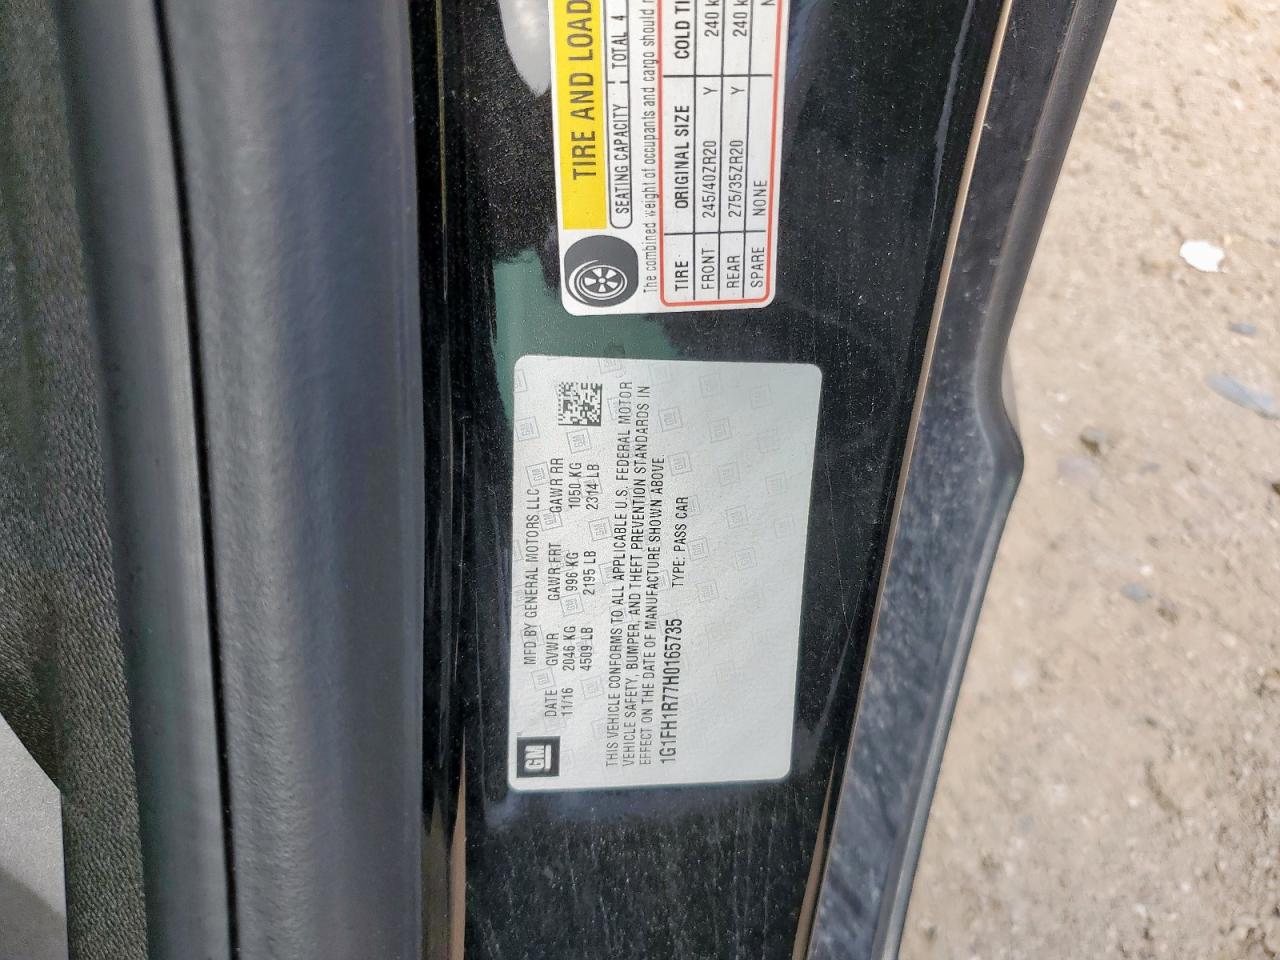 TIRE AND LOAD
SEATING CAPACITY TOTAL 4
The combined weight of occupants and cargo should
TIRE ORIGINAL SIZE COLD
FRONT 245/40ZR20 Y 240
REAR 275/35ZR20 Y 240
SPARE NONE
GM
MFD BY GENERAL MOTORS LLC
DATE GVWR GAWR FRT GAWR RR
11/16 2046 KG 996 KG 1050 KG
4509 LB 2195 LB 2314 LB
THIS VEHICLE CONFORMS TO ALL APPLICABLE U.S. FEDERAL MOTOR
VEHICLE SAFETY, BUMPER, AND THEFT PREVENTION STANDARDS IN
EFFECT ON THE DATE OF MANUFACTURE SHOWN ABOVE
1G1FH1R77H0165735 TYPE: PASS CAR